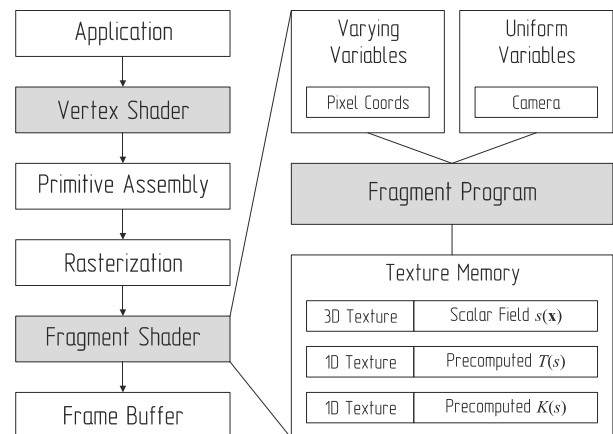 Application
Vertex Shader
Primitive Assembly
Rasterization
Fragment Shader
Frame Buffer
Varying
Variables
Pixel Coords
Uniform
Variables
Camera
Fragment Program
Texture Memory
3D Texture Scalar Field s(x)
1D Texture Precomputed T(s)
1D Texture Precomputed K(s)